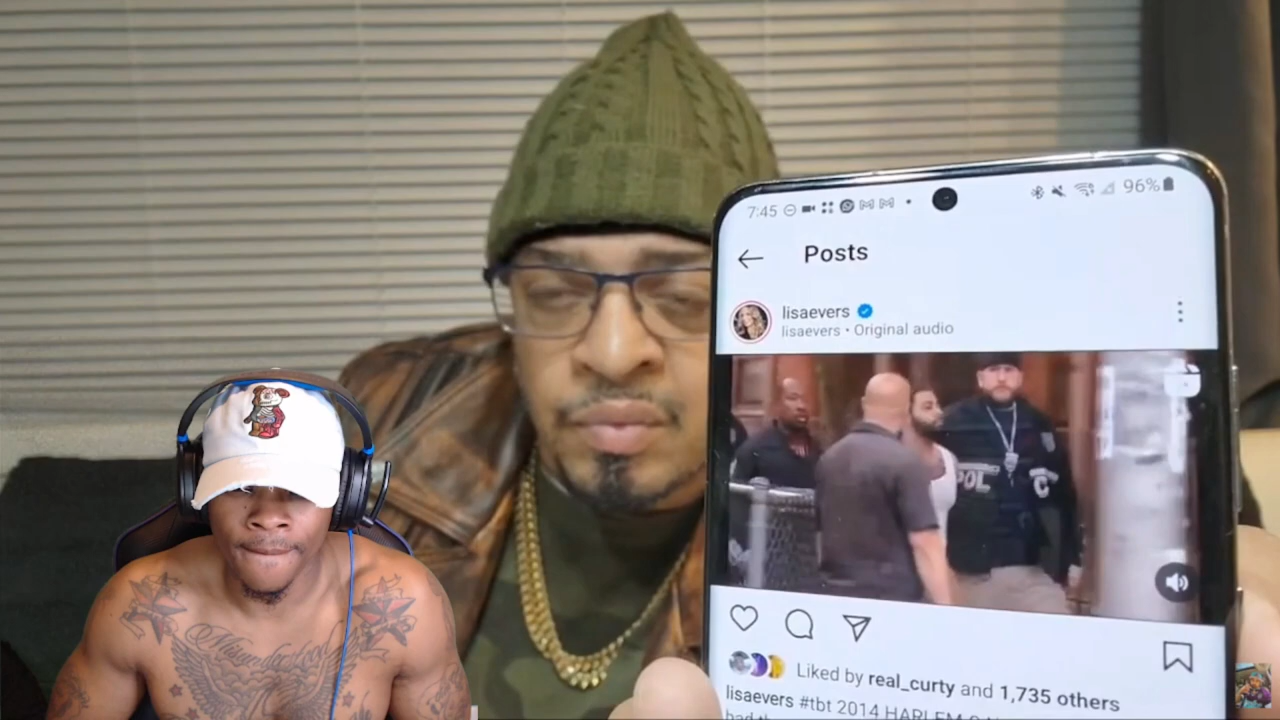 7:45
96%
Posts
lisaevers
lisaevers • Original audio
POL
C
Liked by real_curty and 1,735 others
lisaevers #tbt 2014 HARLEM
Misunderstood